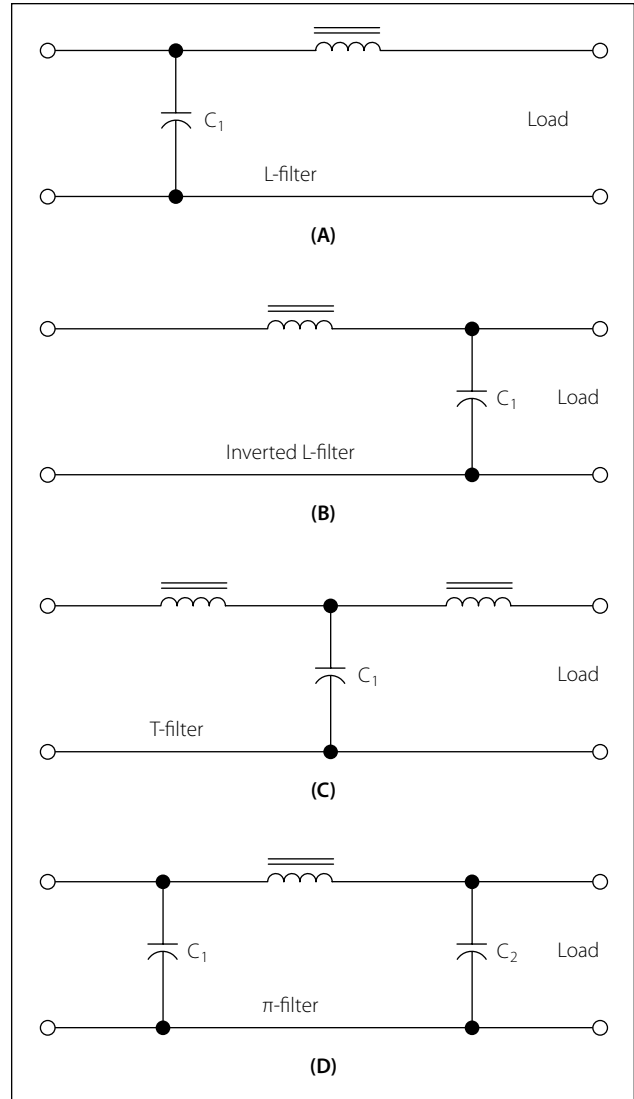 C₁
Load
L-filter
(A)
C₁
Load
Inverted L-filter
(B)
C₁
Load
T-filter
(C)
C₁
C₂
Load
π-filter
(D)